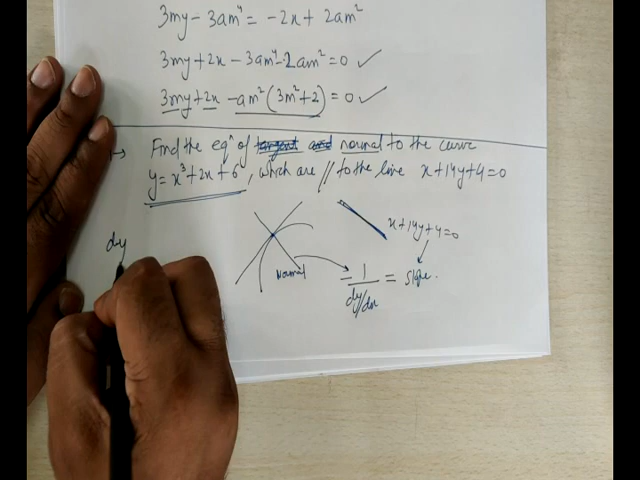 3my - 3am⁴ = -2x + 2am²
3my + 2x - 3am⁴ - 2am² = 0 ✓
3my + 2x - am²(3m²+2) = 0 ✓
→ Find the eqⁿ of tangent and normal to the curve
y = x³+2x+6, which are // to the line x+14y+4=0
x+14y+4=0
Normal
-1/(dy/dx) = slope.
dy